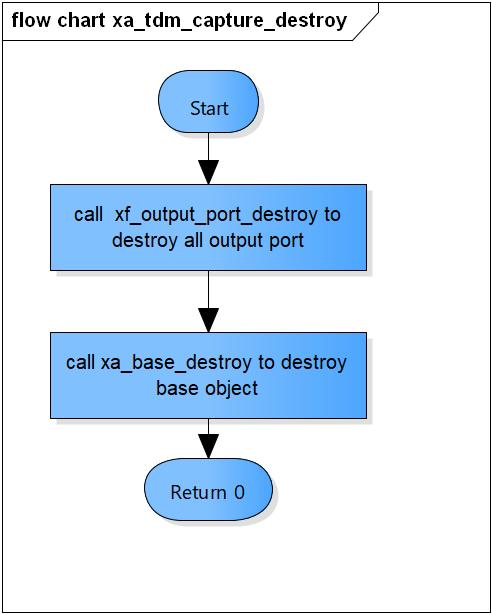 flow chart xa_tdm_capture_destroy
Start
call xf_output_port_destroy to
destroy all output port
call xa_base_destroy to destroy
base object
Return 0